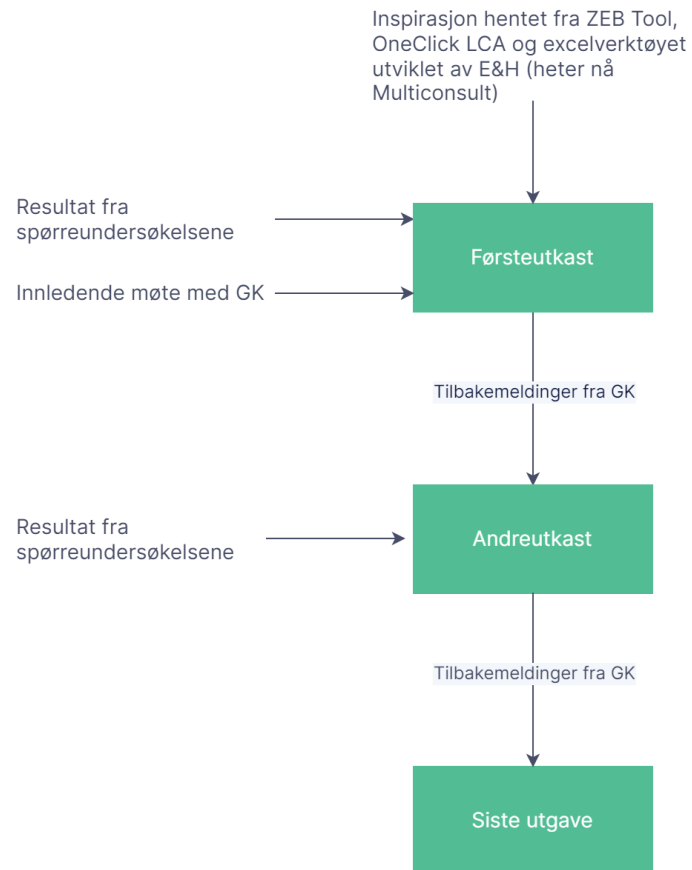 Inspirasjon hentet fra ZEB Tool,
OneClick LCA og excelverktøyet
utviklet av E&H (heter nå
Multiconsult)
Resultat fra
spørreundersøkelsene
Førsteutkast
Innledende møte med GK
Tilbakemeldinger fra GK
Resultat fra
spørreundersøkelsene
Andreutkast
Tilbakemeldinger fra GK
Siste utgave